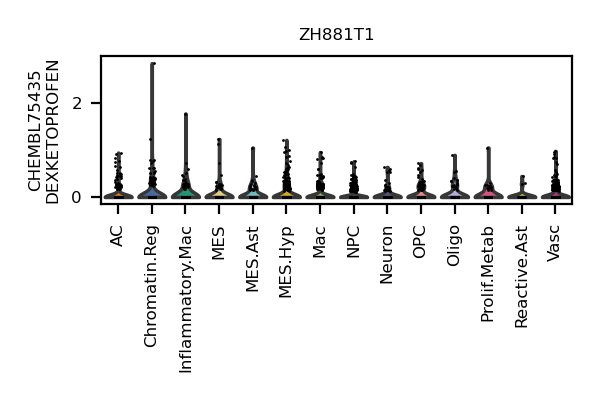 ZH881T1
CHEMBL75435
DEXKETOPROFEN
2
0
AC
Chromatin.Reg
Inflammatory.Mac
MES
MES.Ast
MES.Hyp
Mac
NPC
Neuron
OPC
Oligo
Prolif.Metab
Reactive.Ast
Vasc